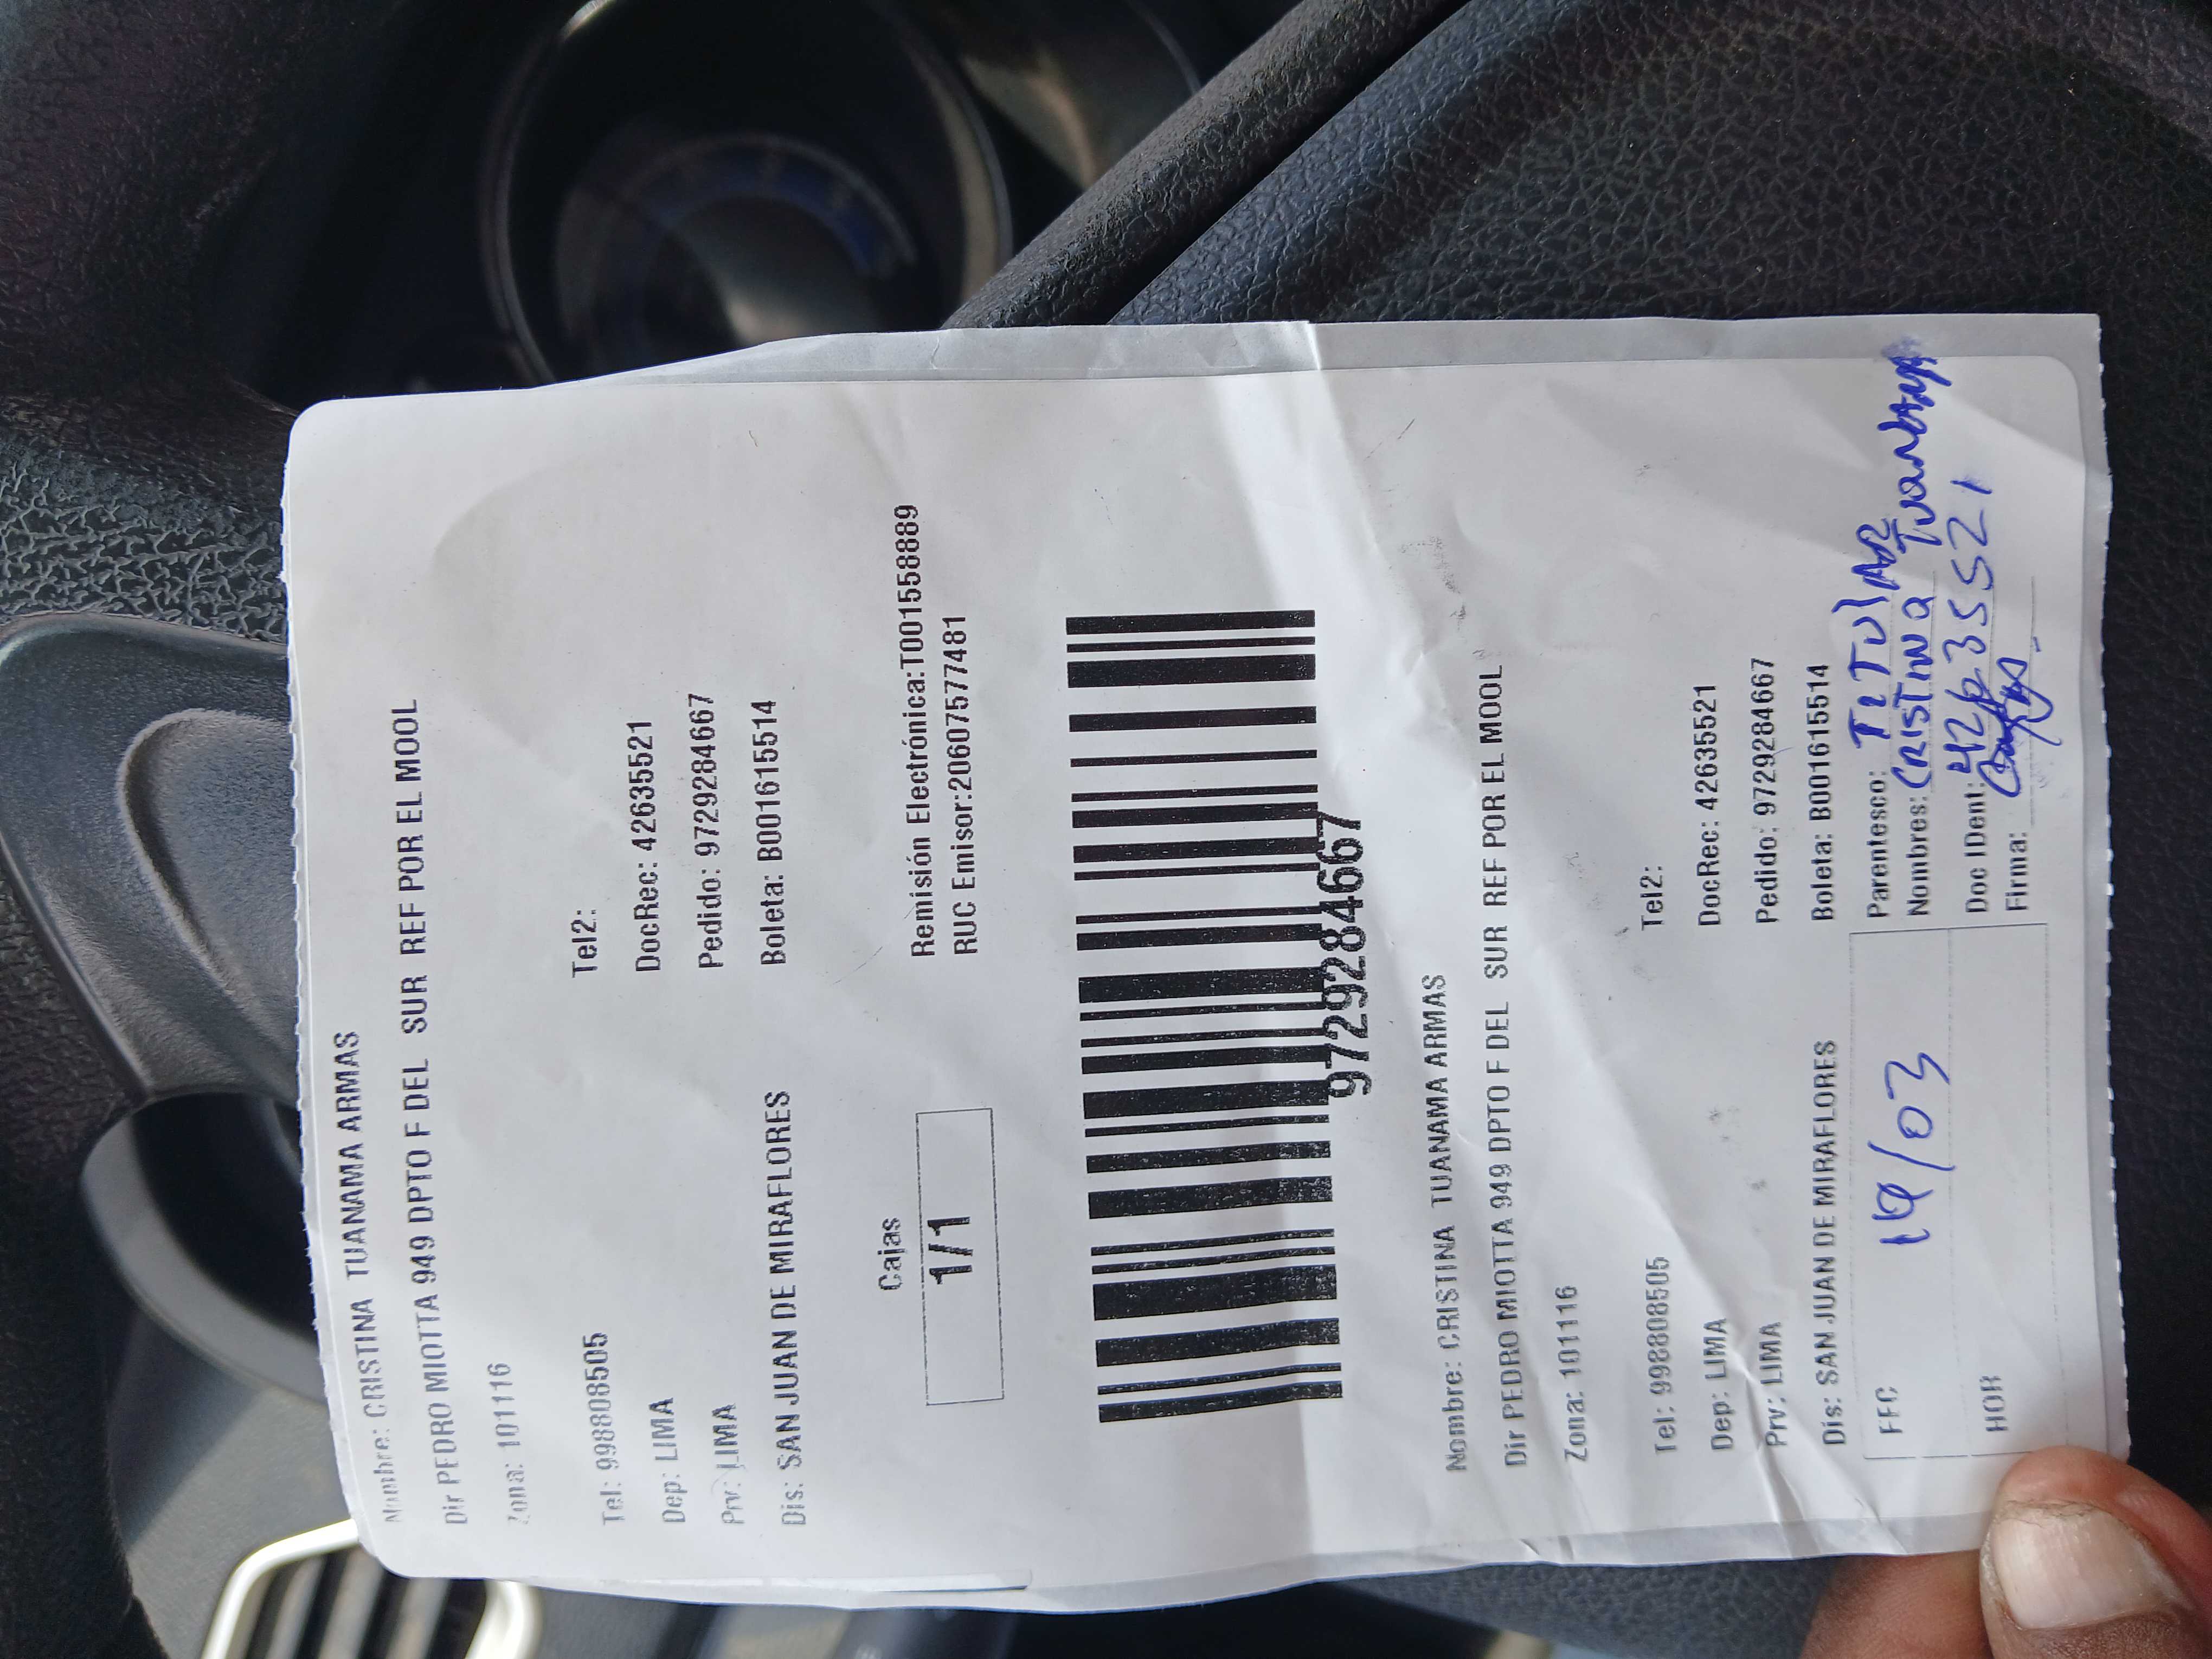 Nombre: CRISTINA TUANAMA ARMAS
Dir PEDRO MIOTTA 949 DPTO F DEL SUR REF POR EL MOOL
Zona: 101116
Tel: 998808505 Tel2:
Dep: LIMA DocRec: 42635521
Prv: LIMA Pedido: 97292284667
Dis: SAN JUAN DE MIRAFLORES Boleta: B001615514
Cajas
1/1
Remisión Electrónica:T001558889
RUC Emisor:20607577481
97292284667
Nombre: CRISTINA TUANAMA ARMAS
Dir PEDRO MIOTTA 949 DPTO F DEL SUR REF POR EL MOOL
Zona: 101116
Tel: 998808505 Tel2:
Dep: LIMA DocRec: 42635521
Prv: LIMA Pedido: 97292284667
Dis: SAN JUAN DE MIRAFLORES Boleta: B001615514
FEC 19/03
HOR
Parentesco: TiTUlAR
Nombres: CRISTINA Tuanama
Doc IDent: 42635521
Firma: